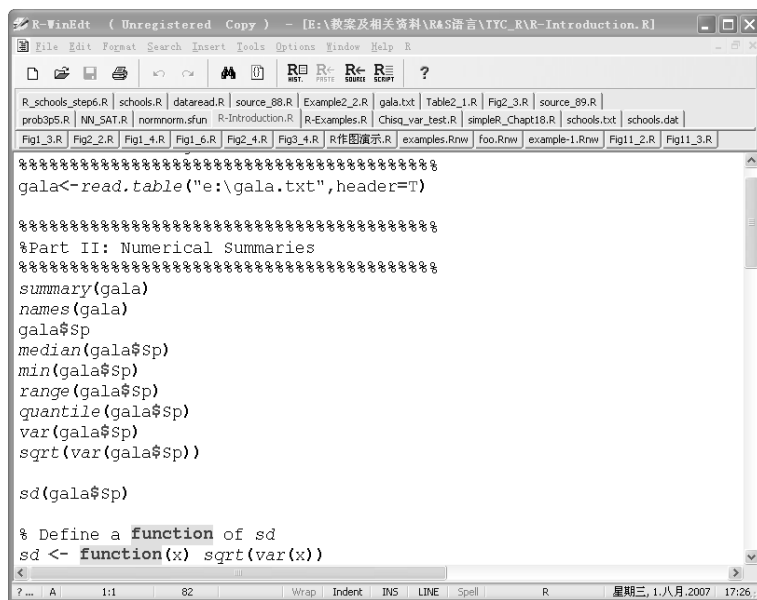 R-WinEdt ( Unregistered Copy ) - [E:\教案及相关资料\R&S语言\TYC_R\R-Introduction.R]
File Edit Format Search Insert Tools Options Window Help R
R HIST. R PASTE R SOURCE R SCRIPT ?
R_schools_step6.R schools.R dataread.R source_88.R Example2_2.R gala.txt Table2_1.R Fig2_3.R source_89.R
prob3p5.R NN_SAT.R normnorm.sfun R-Introduction.R R-Examples.R Chisq_var_test.R simpleR_Chapt18.R schools.txt schools.dat
Fig1_3.R Fig2_2.R Fig1_4.R Fig1_6.R Fig2_4.R Fig3_4.R R作图演示.R examples.Rnw foo.Rnw example-1.Rnw Fig11_2.R Fig11_3.R
%%%%%%%%%%%%%%%%%%%%%%%%%%%%%%%%%%%%%%%%%
gala<-read.table("e:\gala.txt",header=T)
%%%%%%%%%%%%%%%%%%%%%%%%%%%%%%%%%%%%%%%%%
%Part II: Numerical Summaries
%%%%%%%%%%%%%%%%%%%%%%%%%%%%%%%%%%%%%%%%%
summary(gala)
names(gala)
gala$Sp
median(gala$Sp)
min(gala$Sp)
range(gala$Sp)
quantile(gala$Sp)
var(gala$Sp)
sqrt(var(gala$Sp))
sd(gala$Sp)
% Define a function of sd
sd <- function(x) sqrt(var(x))
? ... A 1:1 82 Wrap Indent INS LINE Spell R 星期三, 1.八月.2007 17:26